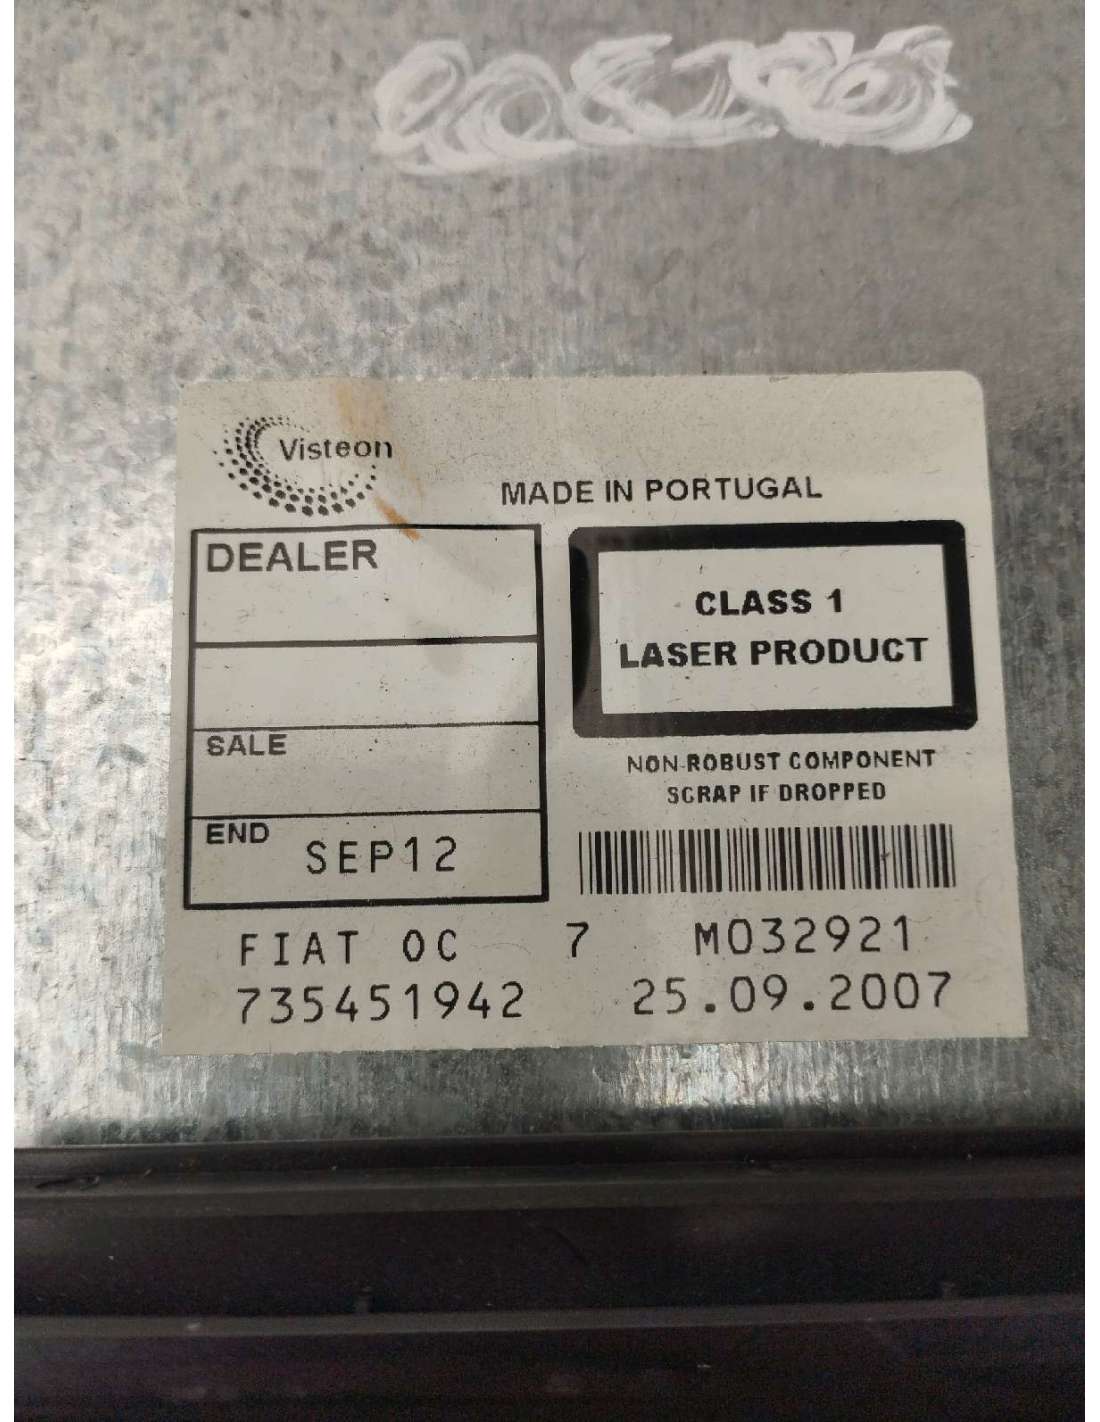 Visteon
MADE IN PORTUGAL
DEALER
CLASS 1
LASER PRODUCT
SALE
NON-ROBUST COMPONENT
SCRAP IF DROPPED
END SEP12
FIAT OC 7 M032921
735451942 25.09.2007